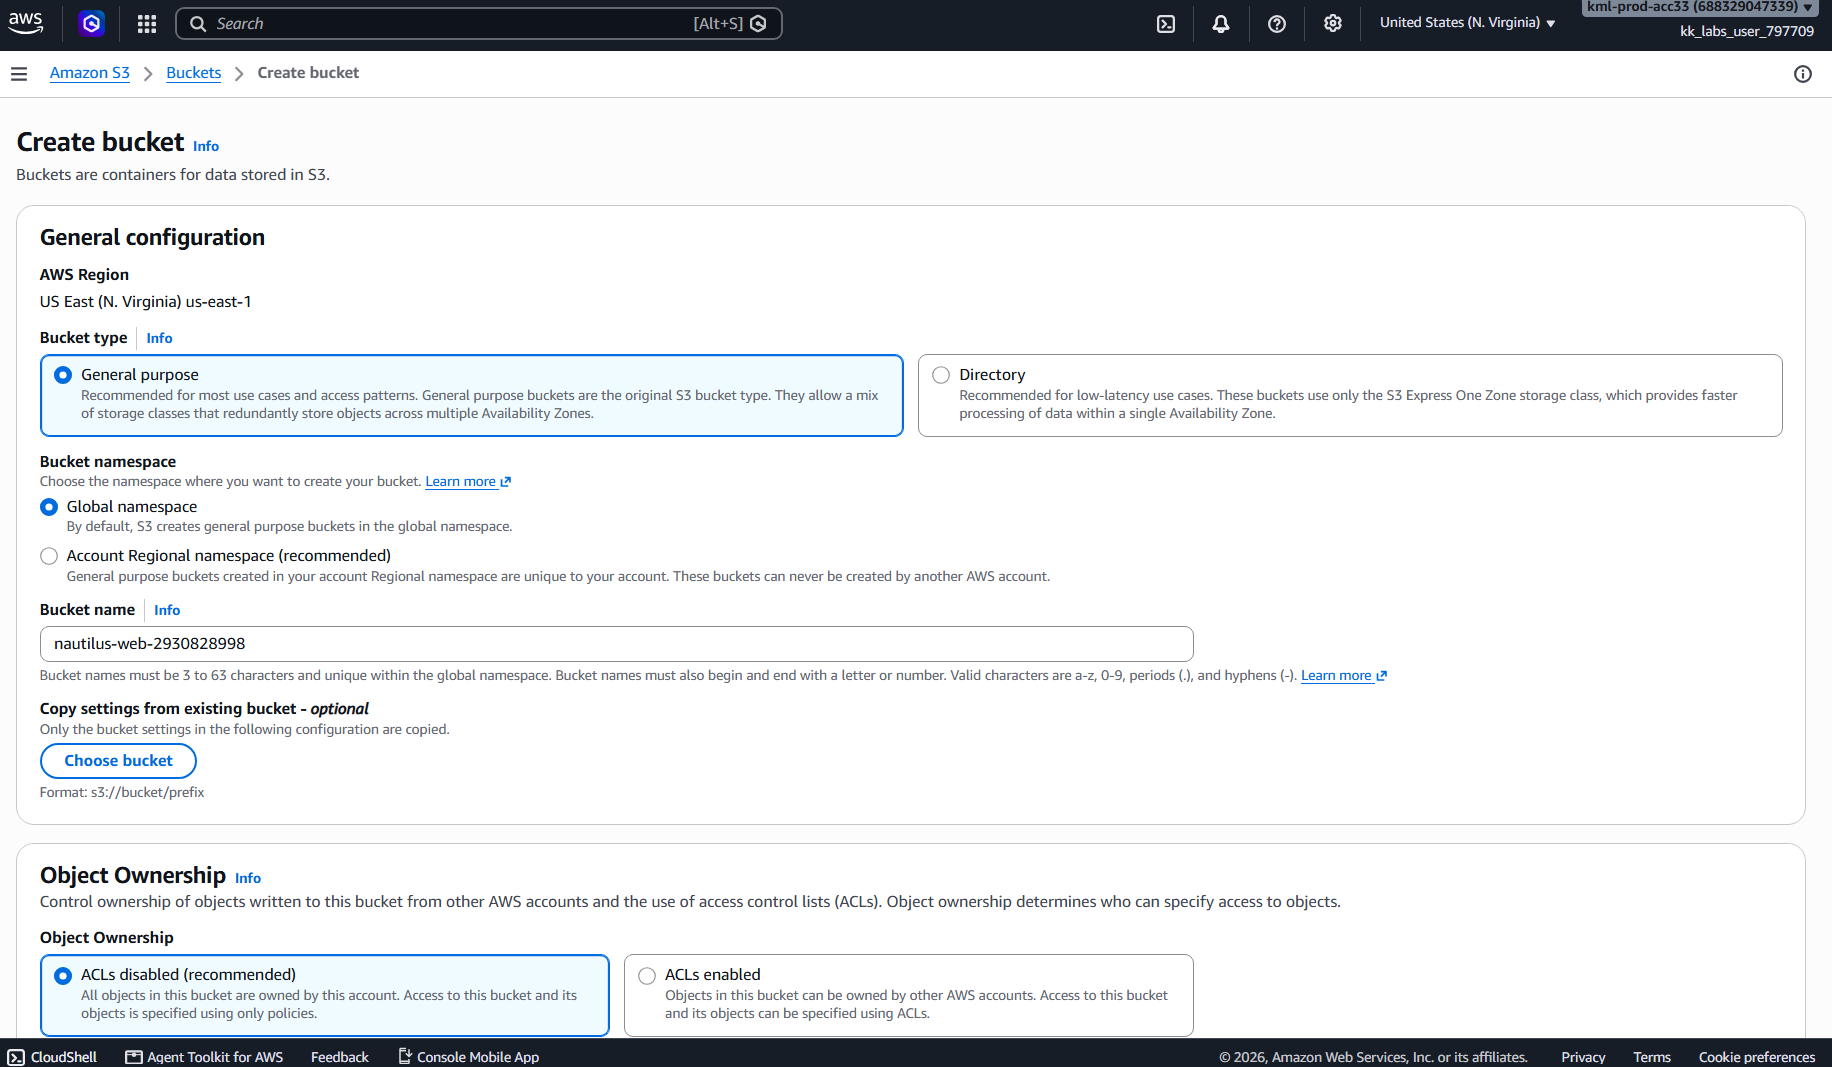 aws
Search
[Alt+S]
United States (N. Virginia)
kml-prod-acc33 (688329047339)
kk_labs_user_797709
Amazon S3
Buckets
Create bucket
Create bucket Info
Buckets are containers for data stored in S3.
General configuration
AWS Region
US East (N. Virginia) us-east-1
Bucket type Info
General purpose
Recommended for most use cases and access patterns. General purpose buckets are the original S3 bucket type. They allow a mix
of storage classes that redundantly store objects across multiple Availability Zones.
Directory
Recommended for low-latency use cases. These buckets use only the S3 Express One Zone storage class, which provides faster
processing of data within a single Availability Zone.
Bucket namespace
Choose the namespace where you want to create your bucket. Learn more
Global namespace
By default, S3 creates general purpose buckets in the global namespace.
Account Regional namespace (recommended)
General purpose buckets created in your account Regional namespace are unique to your account. These buckets can never be created by another AWS account.
Bucket name Info
nautilus-web-2930828998
Bucket names must be 3 to 63 characters and unique within the global namespace. Bucket names must also begin and end with a letter or number. Valid characters are a-z, 0-9, periods (.), and hyphens (-). Learn more
Copy settings from existing bucket - optional
Only the bucket settings in the following configuration are copied.
Choose bucket
Format: s3://bucket/prefix
Object Ownership Info
Control ownership of objects written to this bucket from other AWS accounts and the use of access control lists (ACLs). Object ownership determines who can specify access to objects.
Object Ownership
ACLs disabled (recommended)
All objects in this bucket are owned by this account. Access to this bucket and its
objects is specified using only policies.
ACLs enabled
Objects in this bucket can be owned by other AWS accounts. Access to this bucket
and its objects can be specified using ACLs.
CloudShell
Agent Toolkit for AWS
Feedback
Console Mobile App
© 2026, Amazon Web Services, Inc. or its affiliates.
Privacy
Terms
Cookie preferences